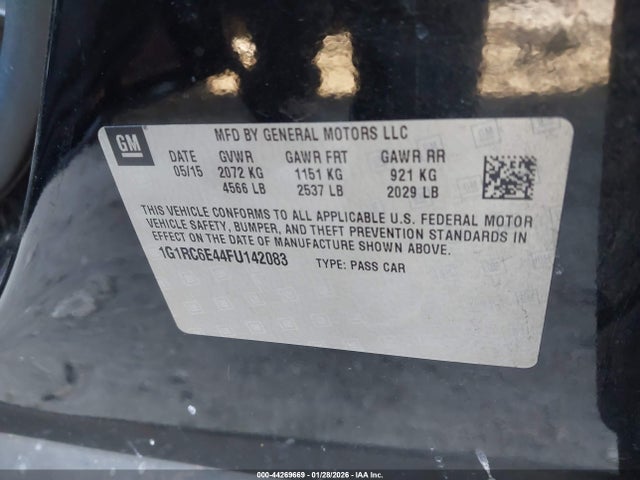 GM
MFD BY GENERAL MOTORS LLC
DATE GVWR GAWR FRT GAWR RR
05/15 2072 KG 1151 KG 921 KG
4566 LB 2537 LB 2029 LB
THIS VEHICLE CONFORMS TO ALL APPLICABLE U.S. FEDERAL MOTOR
VEHICLE SAFETY, BUMPER, AND THEFT PREVENTION STANDARDS IN
EFFECT ON THE DATE OF MANUFACTURE SHOWN ABOVE.
1G1RC6E44FU142083 TYPE: PASS CAR
000-44269669 | 01/28/2026 - IAA Inc.